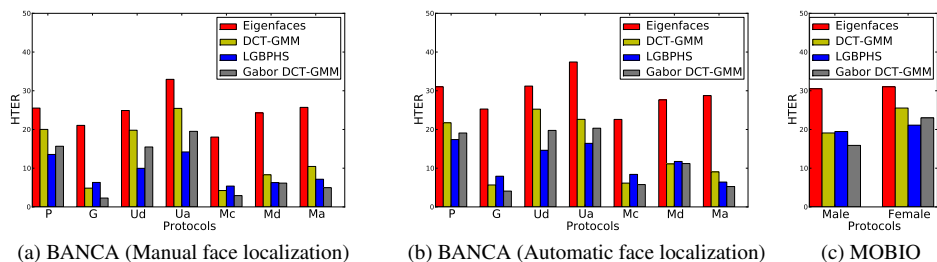 50
40
30
20
10
0
HTER
Eigenfaces
DCT-GMM
LGBPHS
Gabor DCT-GMM
P G Ud Ua Mc Md Ma
Protocols
(a) BANCA (Manual face localization)
50
40
30
20
10
0
HTER
Eigenfaces
DCT-GMM
LGBPHS
Gabor DCT-GMM
P G Ud Ua Mc Md Ma
Protocols
(b) BANCA (Automatic face localization)
50
40
30
20
10
0
HTER
Eigenfaces
DCT-GMM
LGBPHS
Gabor DCT-GMM
Male Female
Protocols
(c) MOBIO